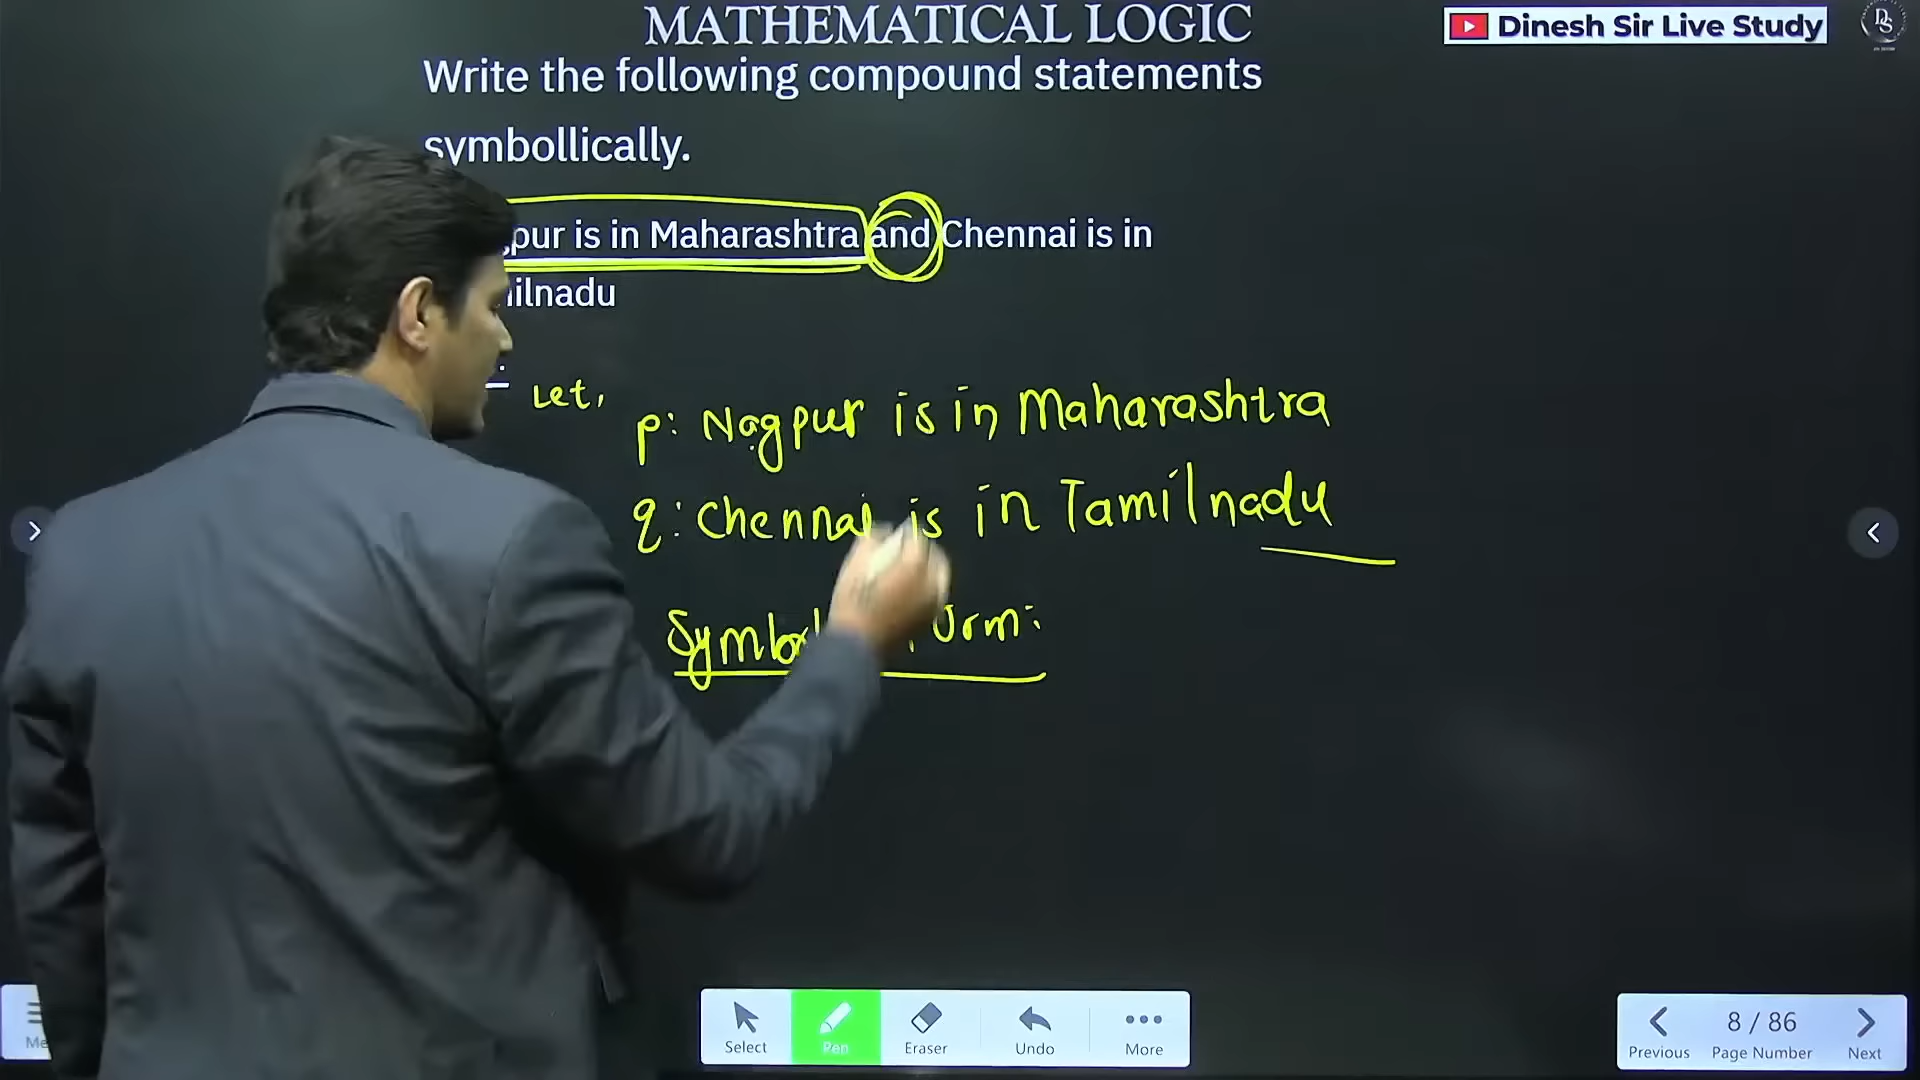 MATHEMATICAL LOGIC
Dinesh Sir Live Study
DS
Write the following compound statements
symbollically.
is in Maharashtra and Chennai is in
Let,
p: Nagpur is in Maharashtra
q: Chennai is in Tamilnadu
Select
Pen
Eraser
Undo
More
8 / 86
Previous
Page Number
Next